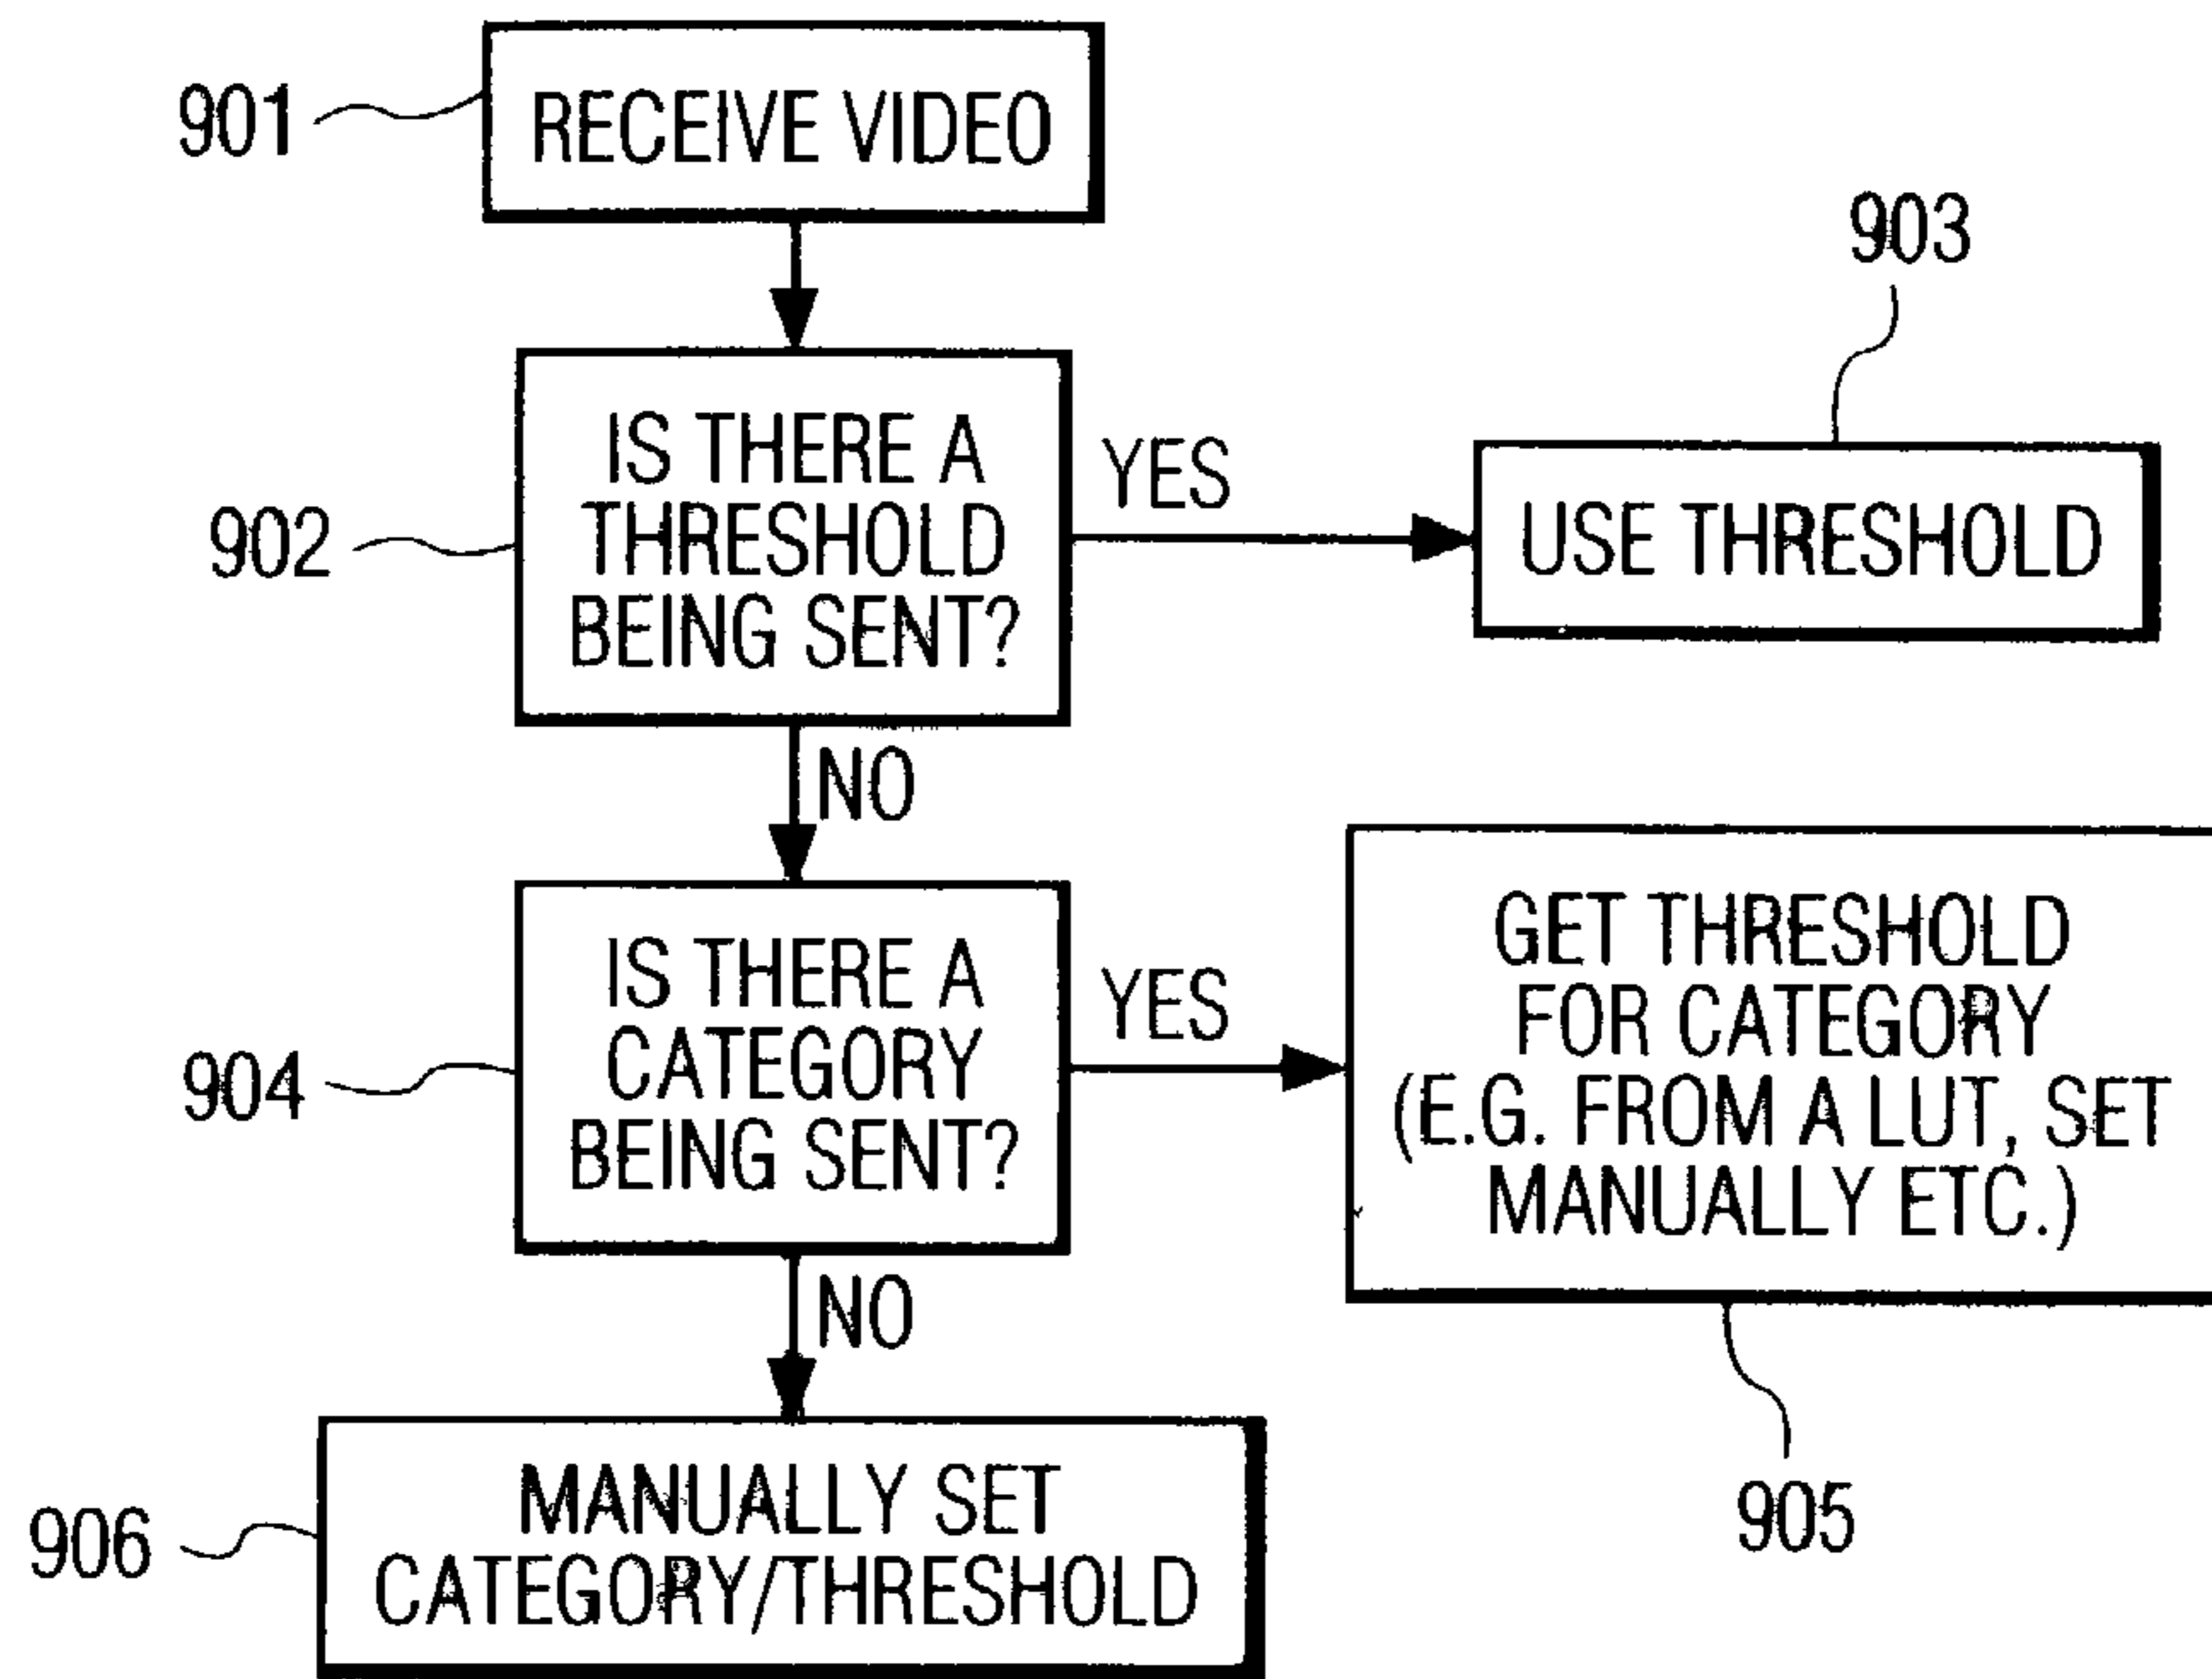 901
RECEIVE VIDEO
903
902
IS THERE A
THRESHOLD
BEING SENT?
YES
USE THRESHOLD
NO
904
IS THERE A
CATEGORY
BEING SENT?
YES
GET THRESHOLD
FOR CATEGORY
(E.G. FROM A LUT, SET
MANUALLY ETC.)
NO
905
906
MANUALLY SET
CATEGORY/THRESHOLD